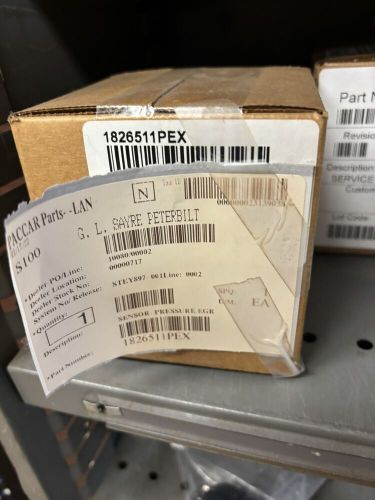 1826511PEX
PACCAR Parts- -LAN
S100
N
G. L. SAYRE PETERBILT
*Dealer PO/Line: 10080/00002
Dealer Location: 00000717
Dealer Stock No:
System No/ Release: STEY897 001Line: 0002
*Quantity: 1
SPQ:
U/M: EA
Description: SENSOR PRESSURE EGR
*Part Number: 1826511PEX
Part N
Revisio
Description
SERVICE
Custom
Lot Code: